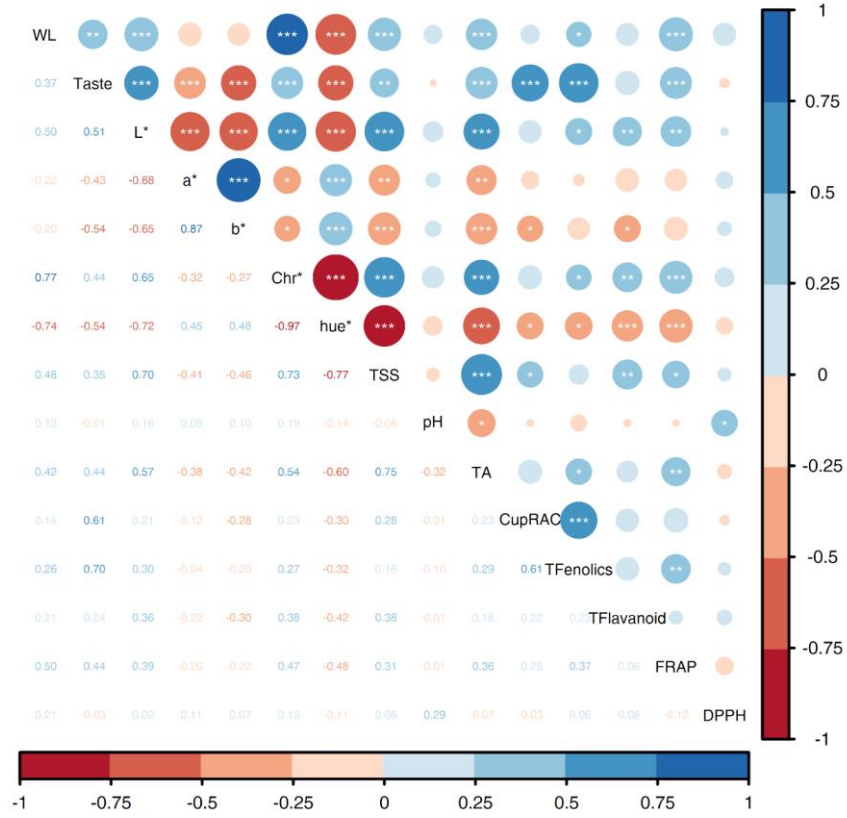 WL ** *** *** *** *** *** * *** 1
0.37 Taste *** *** *** *** *** ** *** *** *** *** 0.75
0.50 0.51 L* *** *** *** *** *** *** * ** **
-0.22 -0.43 -0.68 a* *** * *** ** ** 0.5
-0.20 -0.54 -0.65 0.87 b* * *** *** *** * *
0.77 0.44 0.65 -0.32 -0.27 Chr* *** *** *** * ** *** 0.25
-0.74 -0.54 -0.72 0.45 0.48 -0.97 hue* *** *** * * *** ***
0.48 0.35 0.70 -0.41 -0.46 0.73 -0.77 TSS *** * ** * 0
0.13 -0.01 0.16 0.08 0.10 0.19 -0.14 -0.06 pH * *
0.42 0.44 0.57 -0.38 -0.42 0.54 -0.60 0.75 -0.32 TA * ** -0.25
0.14 0.61 0.21 -0.12 -0.28 0.23 -0.30 0.28 -0.01 0.23 CupRAC ***
0.26 0.70 0.30 -0.04 -0.20 0.27 -0.32 0.16 -0.10 0.29 0.61 TFenolics ** -0.5
0.21 0.24 0.36 -0.22 -0.30 0.38 -0.42 0.38 -0.01 0.18 0.22 TFlavanoid
0.50 0.44 0.39 -0.20 -0.22 0.47 -0.48 0.31 -0.01 0.36 0.25 0.37 FRAP -0.75
0.21 -0.03 0.02 0.11 0.07 0.15 -0.11 0.06 0.29 -0.07 -0.03 0.06 0.08 -0.12 DPPH
-1
-1 -0.75 -0.5 -0.25 0 0.25 0.5 0.75 1